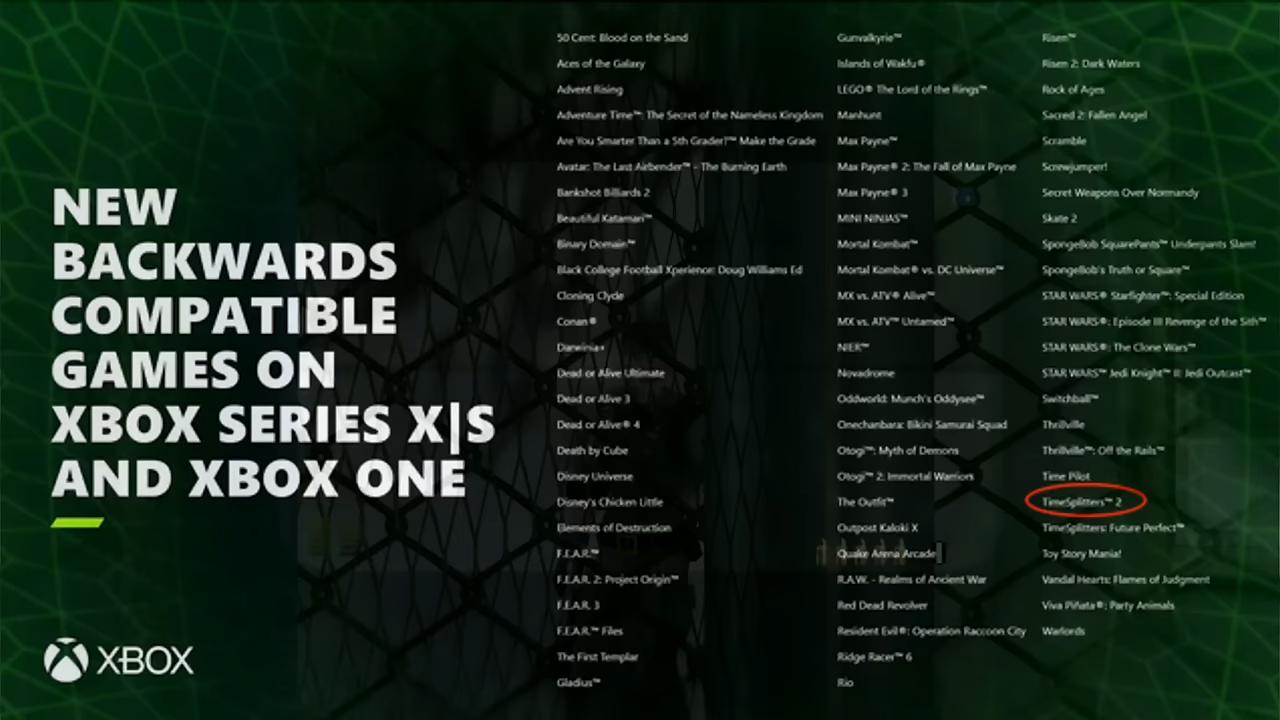 NEW
BACKWARDS
COMPATIBLE
GAMES ON
XBOX SERIES X|S
AND XBOX ONE
XBOX
50 Cent: Blood on the Sand
Aces of the Galaxy
Advent Rising
Adventure Time™: The Secret of the Nameless Kingdom
Are You Smarter Than a 5th Grader?™ Make the Grade
Avatar: The Last Airbender™ - The Burning Earth
Bankshot Billiards 2
Beautiful Katamari™
Binary Domain™
Black College Football Xperience: Doug Williams Ed
Cloning Clyde
Conan®
Darwinia+
Dead or Alive Ultimate
Dead or Alive 3
Dead or Alive® 4
Death by Cube
Disney Universe
Disney's Chicken Little
Elements of Destruction
F.E.A.R.™
F.E.A.R. 2: Project Origin™
F.E.A.R. 3
F.E.A.R.™ Files
The First Templar
Gladius™
Gunvalkyrie™
Islands of Wakfu®
LEGO® The Lord of the Rings™
Manhunt
Max Payne™
Max Payne® 2: The Fall of Max Payne
Max Payne® 3
MINI NINJAS™
Mortal Kombat™
Mortal Kombat® vs. DC Universe™
MX vs. ATV® Alive™
MX vs. ATV™ Untamed™
NIER™
Novadrome
Oddworld: Munch's Oddysee™
Onechanbara: Bikini Samurai Squad
Otogi™: Myth of Demons
Otogi™ 2: Immortal Warriors
The Outfit™
Outpost Kaloki X
Quake Arena Arcade
R.A.W. - Realms of Ancient War
Red Dead Revolver
Resident Evil®: Operation Raccoon City
Ridge Racer™ 6
Rio
Risen™
Risen 2: Dark Waters
Rock of Ages
Sacred 2: Fallen Angel
Scramble
Screwjumper!
Secret Weapons Over Normandy
Skate 2
SpongeBob SquarePants™ Underpants Slam!
SpongeBob's Truth or Square™
STAR WARS® Starfighter™: Special Edition
STAR WARS®: Episode III Revenge of the Sith™
STAR WARS®: The Clone Wars™
STAR WARS™ Jedi Knight™ II: Jedi Outcast™
Switchball™
Thrillville
Thrillville™: Off the Rails™
Time Pilot
TimeSplitters™ 2
TimeSplitters: Future Perfect™
Toy Story Mania!
Vandal Hearts: Flames of Judgment
Viva Piñata®: Party Animals
Warlords